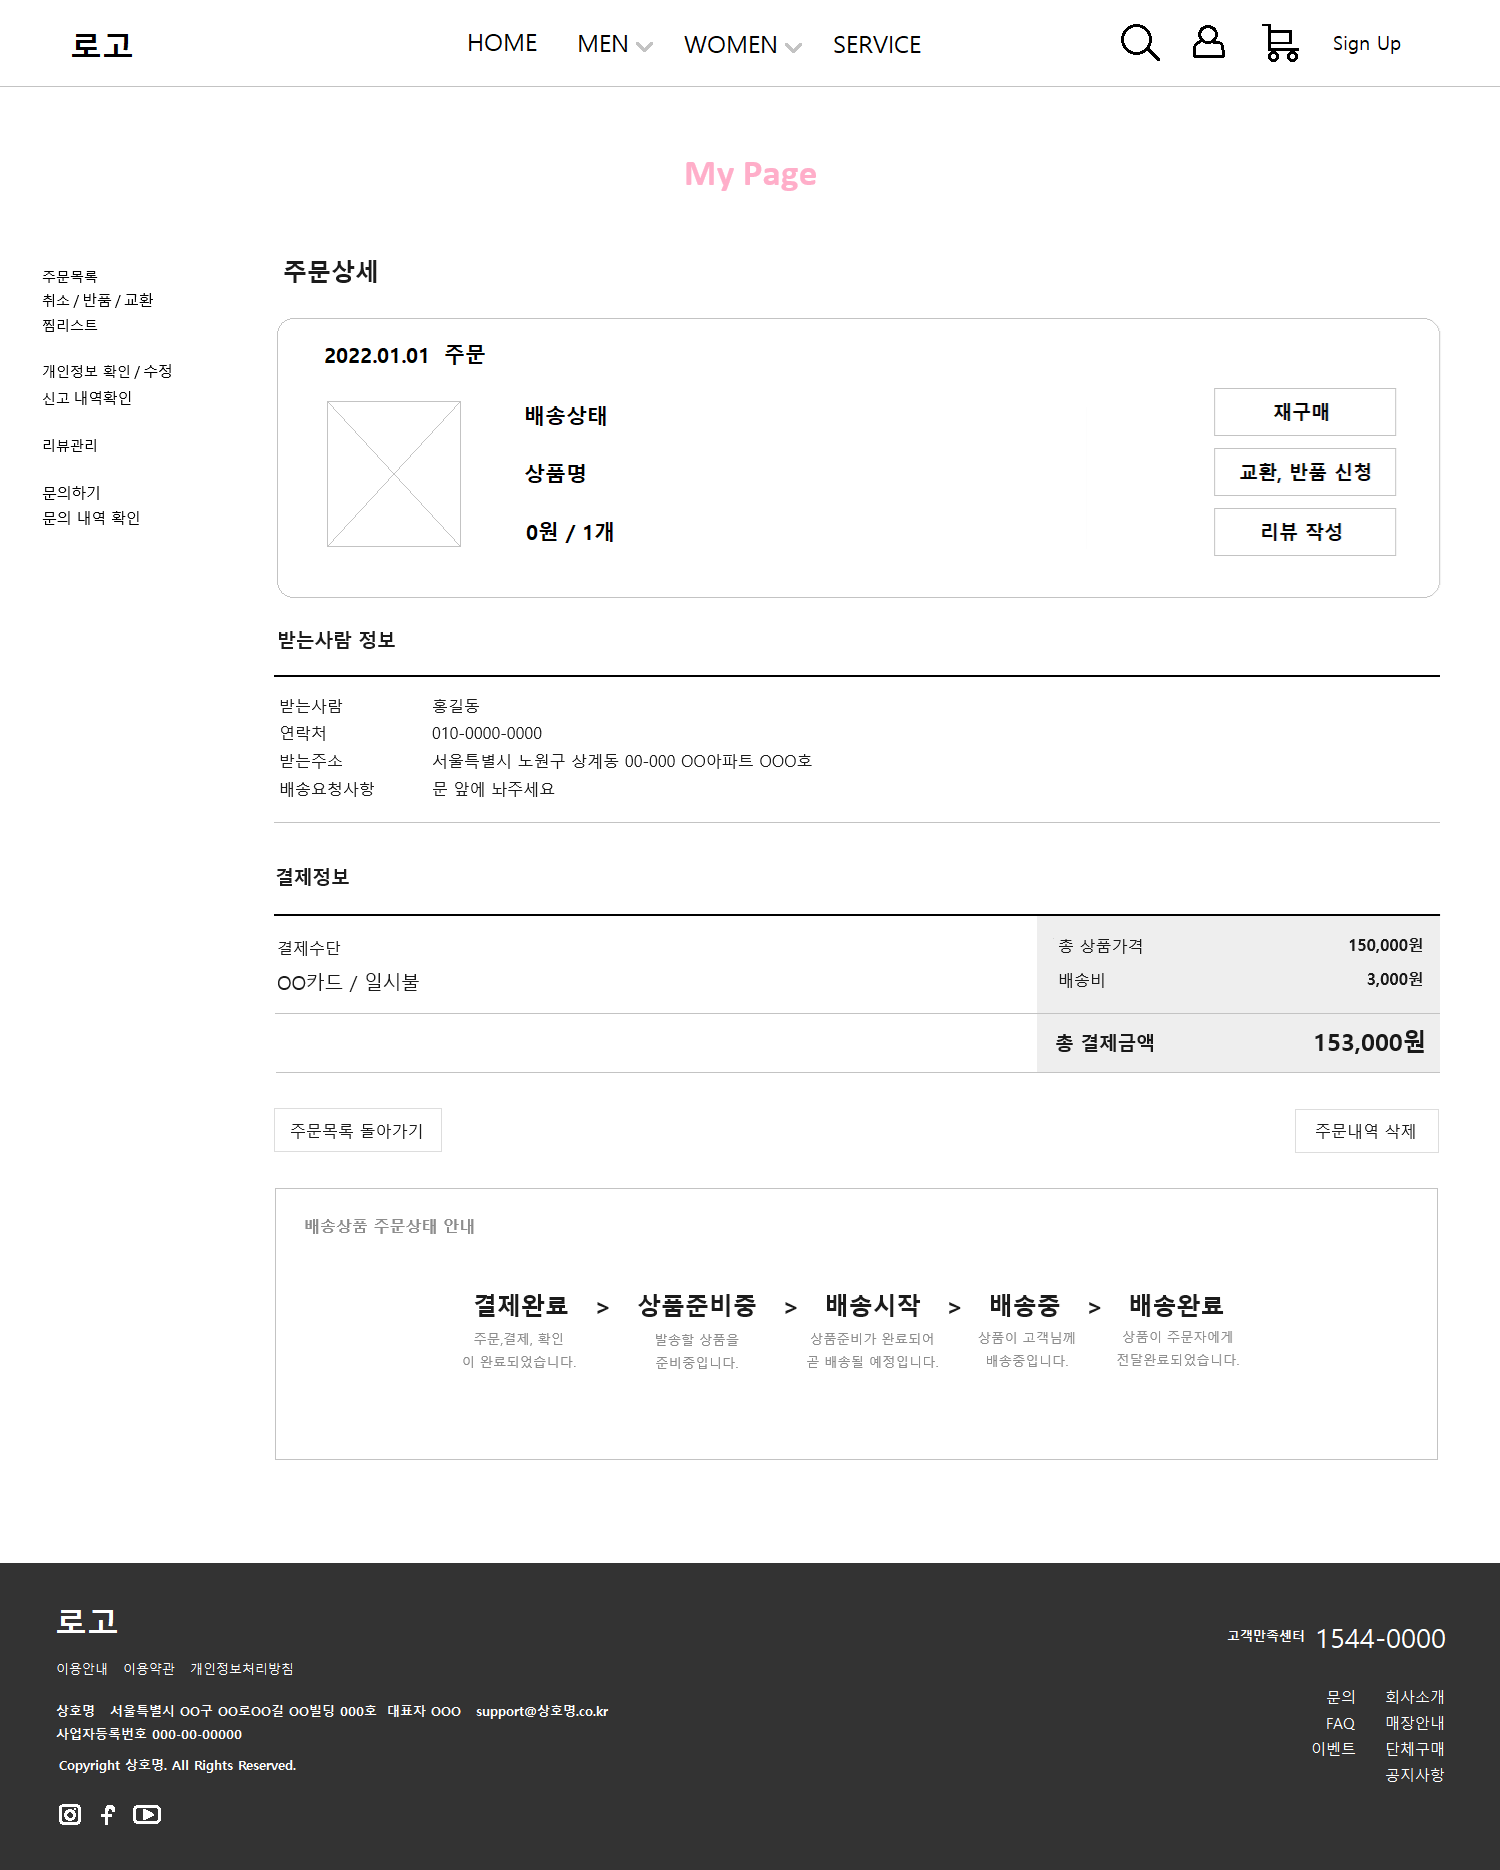 로고
HOME MEN WOMEN SERVICE
Sign Up
My Page
주문목록
취소 / 반품 / 교환
찜리스트
개인정보 확인 / 수정
신고 내역확인
리뷰관리
문의하기
문의 내역 확인
주문상세
2022.01.01 주문
배송상태
상품명
0원 / 1개
재구매
교환, 반품 신청
리뷰 작성
받는사람 정보
받는사람 홍길동
연락처 010-0000-0000
받는주소 서울특별시 노원구 상계동 00-000 OO아파트 OOO호
배송요청사항 문 앞에 놔주세요
결제정보
결제수단
OO카드 / 일시불
총 상품가격 150,000원
배송비 3,000원
총 결제금액 153,000원
주문목록 돌아가기
주문내역 삭제
배송상품 주문상태 안내
결제완료 > 상품준비중 > 배송시작 > 배송중 > 배송완료
주문,결제, 확인
이 완료되었습니다.
발송할 상품을
준비중입니다.
상품준비가 완료되어
곧 배송될 예정입니다.
상품이 고객님께
배송중입니다.
상품이 주문자에게
전달완료되었습니다.
로고
이용안내 이용약관 개인정보처리방침
상호명 서울특별시 OO구 OO로OO길 OO빌딩 000호 대표자 OOO support@상호명.co.kr
사업자등록번호 000-00-00000
Copyright 상호명. All Rights Reserved.
고객만족센터 1544-0000
문의 회사소개
FAQ 매장안내
이벤트 단체구매
공지사항